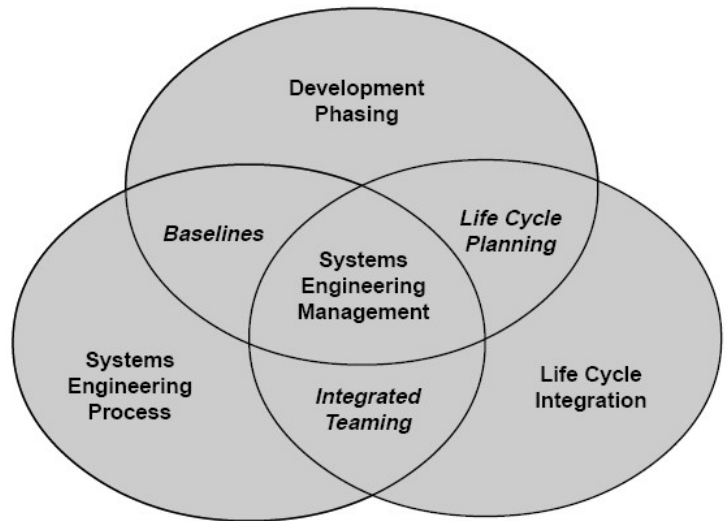 Development
Phasing
Baselines
Life Cycle
Planning
Systems
Engineering
Management
Systems
Engineering
Process
Integrated
Teaming
Life Cycle
Integration